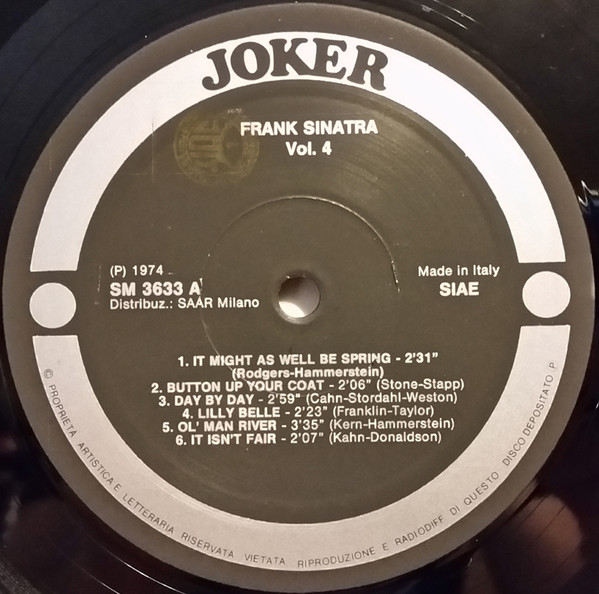 JOKER
FRANK SINATRA
Vol. 4
(P) 1974
SM 3633 A
Distribuz.: SAAR Milano
Made in Italy
SIAE
1. IT MIGHT AS WELL BE SPRING - 2'31"
(Rodgers-Hammerstein)
2. BUTTON UP YOUR COAT - 2'06" (Stone-Stapp)
3. DAY BY DAY - 2'59" (Cahn-Stordahl-Weston)
4. LILLY BELLE - 2'23" (Franklin-Taylor)
5. OL' MAN RIVER - 3'35" (Kern-Hammerstein)
6. IT ISN'T FAIR - 2'07" (Kahn-Donaldson)
© PROPRIETA ARTISTICA E LETTERARIA RISERVATA VIETATA RIPRODUZIONE E RADIODIFF DI QUESTO DISCO DEPOSITATO P